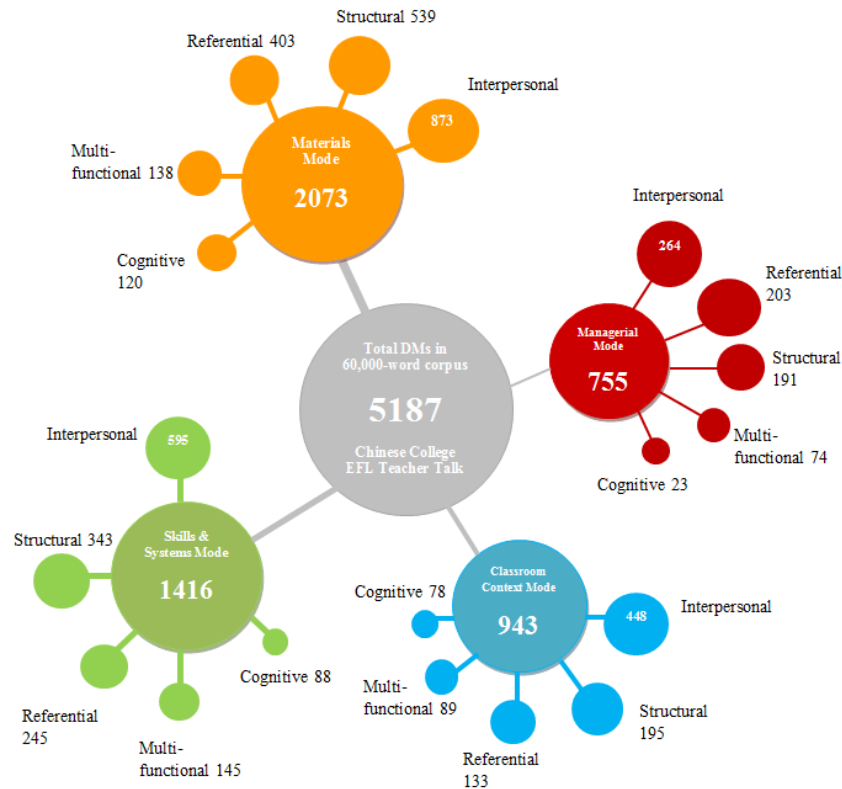 Structural 539
Referential 403
Interpersonal
873
Materials
Mode
2073
Multi-
functional 138
Cognitive
120
Interpersonal
264
Referential
203
Managerial
Mode
755
Structural
191
Multi-
functional 74
Cognitive 23
Total DMs in
60,000-word corpus
5187
Chinese College
EFL Teacher Talk
Interpersonal
595
Structural 343
Skills &
Systems Mode
1416
Referential
245
Multi-
functional 145
Cognitive 88
Classroom
Context Mode
943
Cognitive 78
Interpersonal
448
Multi-
functional 89
Structural
195
Referential
133